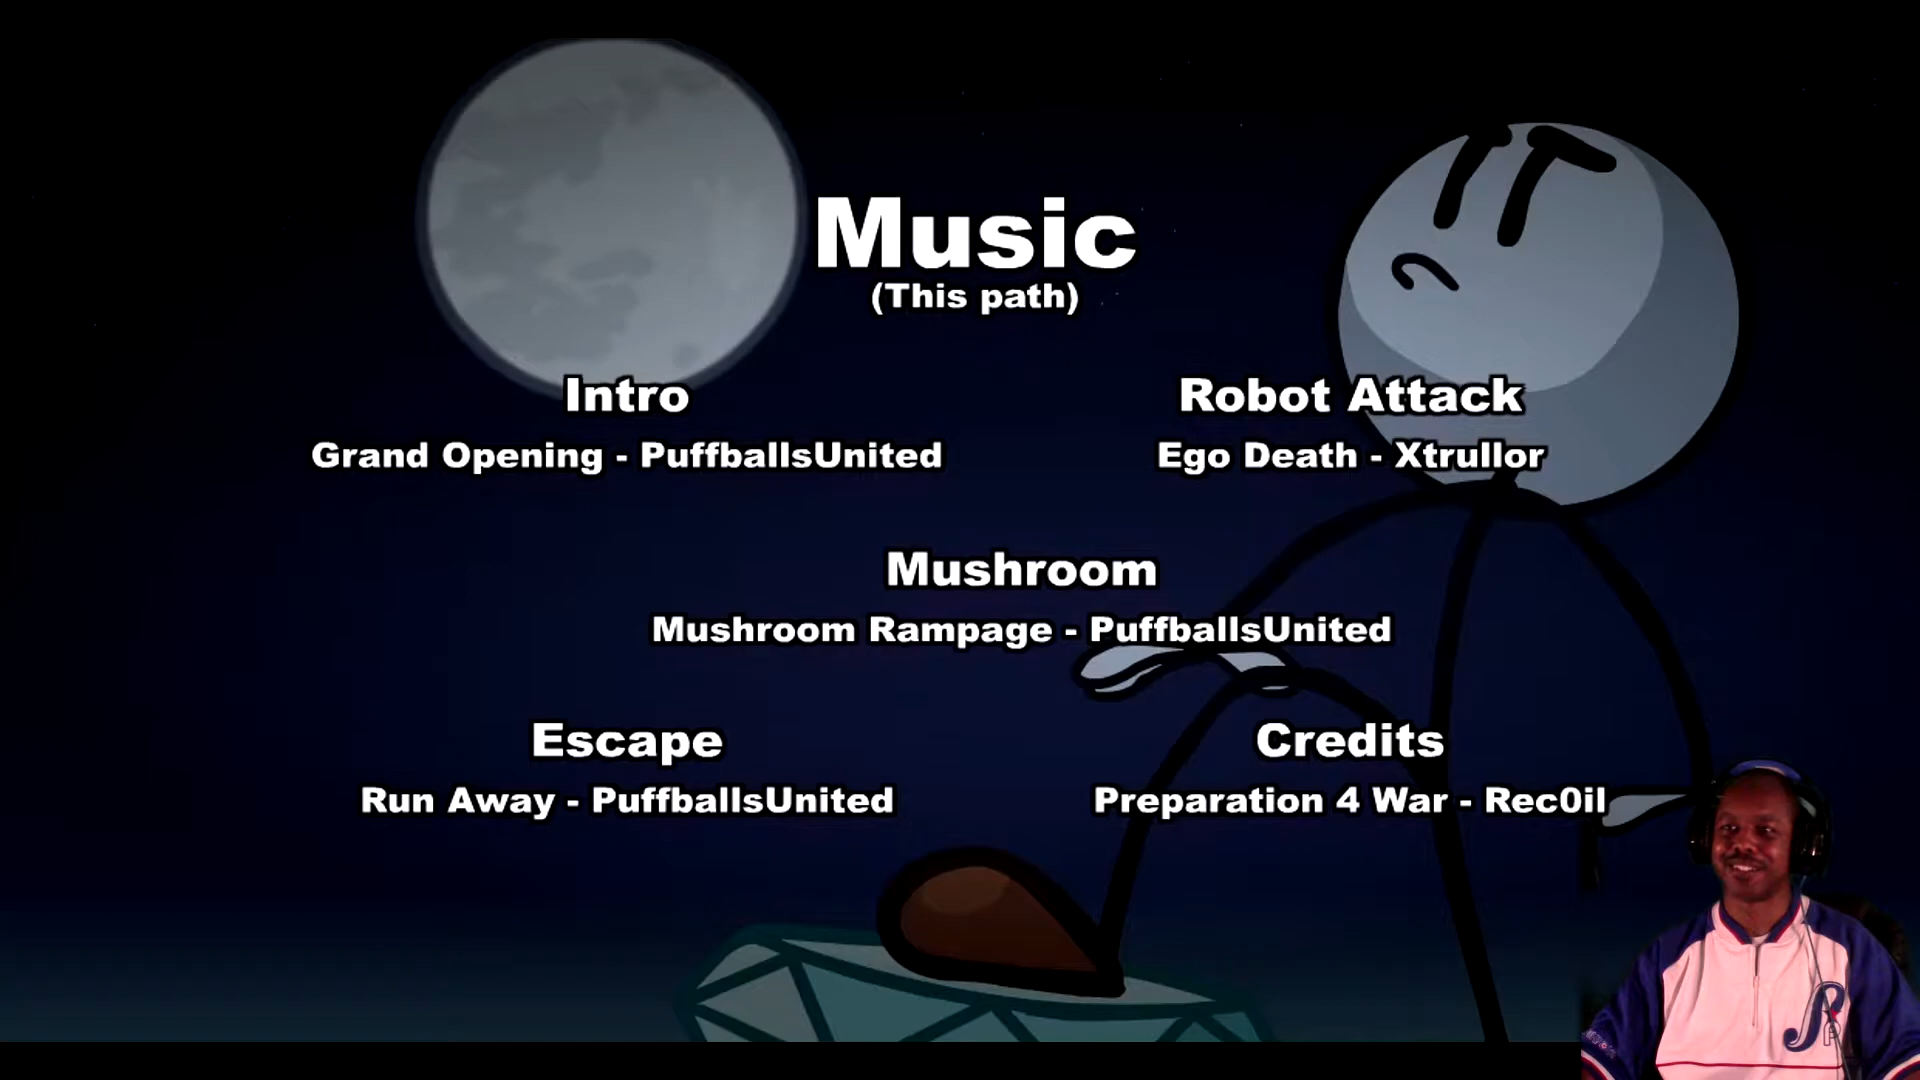 Music
(This path)
Intro
Grand Opening - PuffballsUnited
Robot Attack
Ego Death - Xtrullor
Mushroom
Mushroom Rampage - PuffballsUnited
Escape
Run Away - PuffballsUnited
Credits
Preparation 4 War - Rec0il